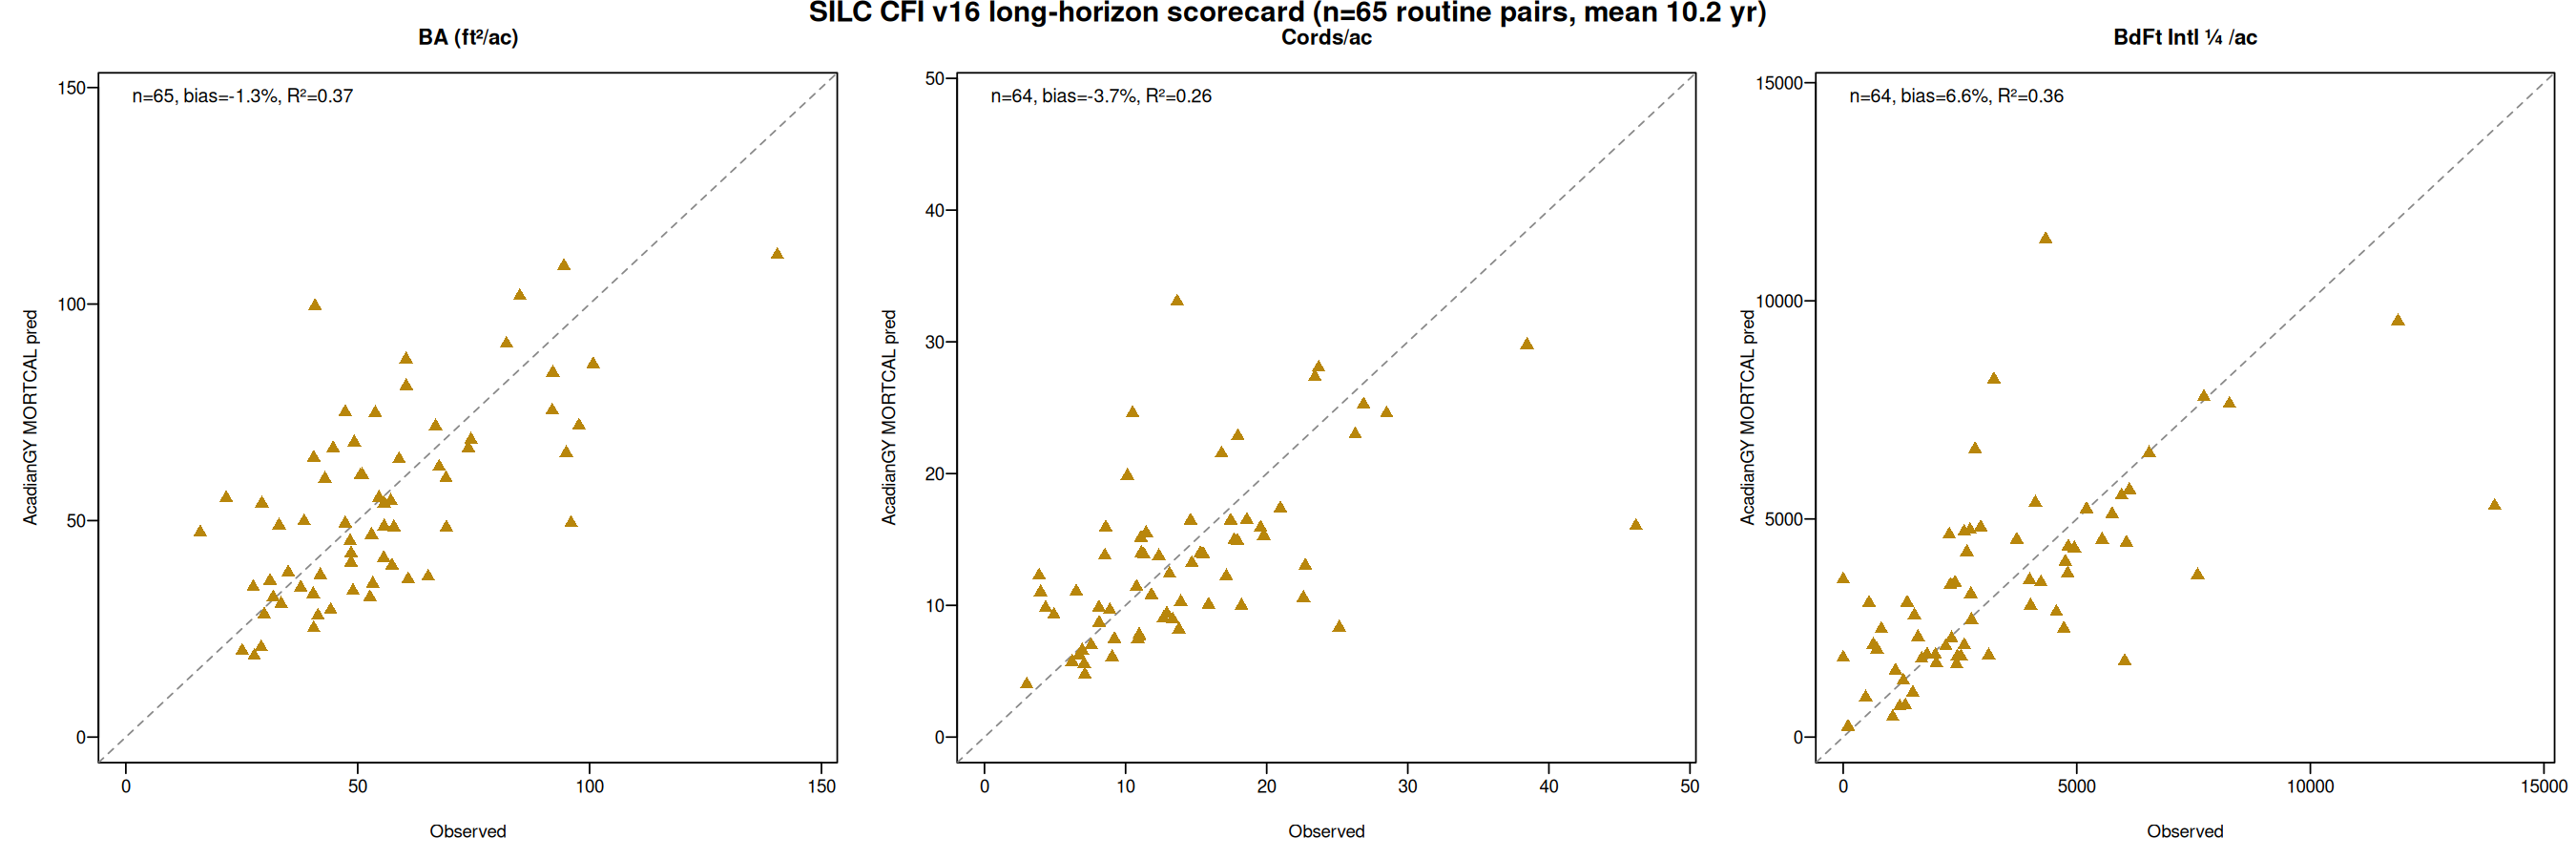 SILC CFI v16 long-horizon scorecard (n=65 routine pairs, mean 10.2 yr)
BA (ft²/ac)
n=65, bias=-1.3%, R²=0.37
150
100
50
0
AcadianGY MORTCAL pred
0 50 100 150
Observed
Cords/ac
n=64, bias=-3.7%, R²=0.26
50
40
30
20
10
0
AcadianGY MORTCAL pred
0 10 20 30 40 50
Observed
BdFt Intl ¼ /ac
n=64, bias=6.6%, R²=0.36
15000
10000
5000
0
AcadianGY MORTCAL pred
0 5000 10000 15000
Observed